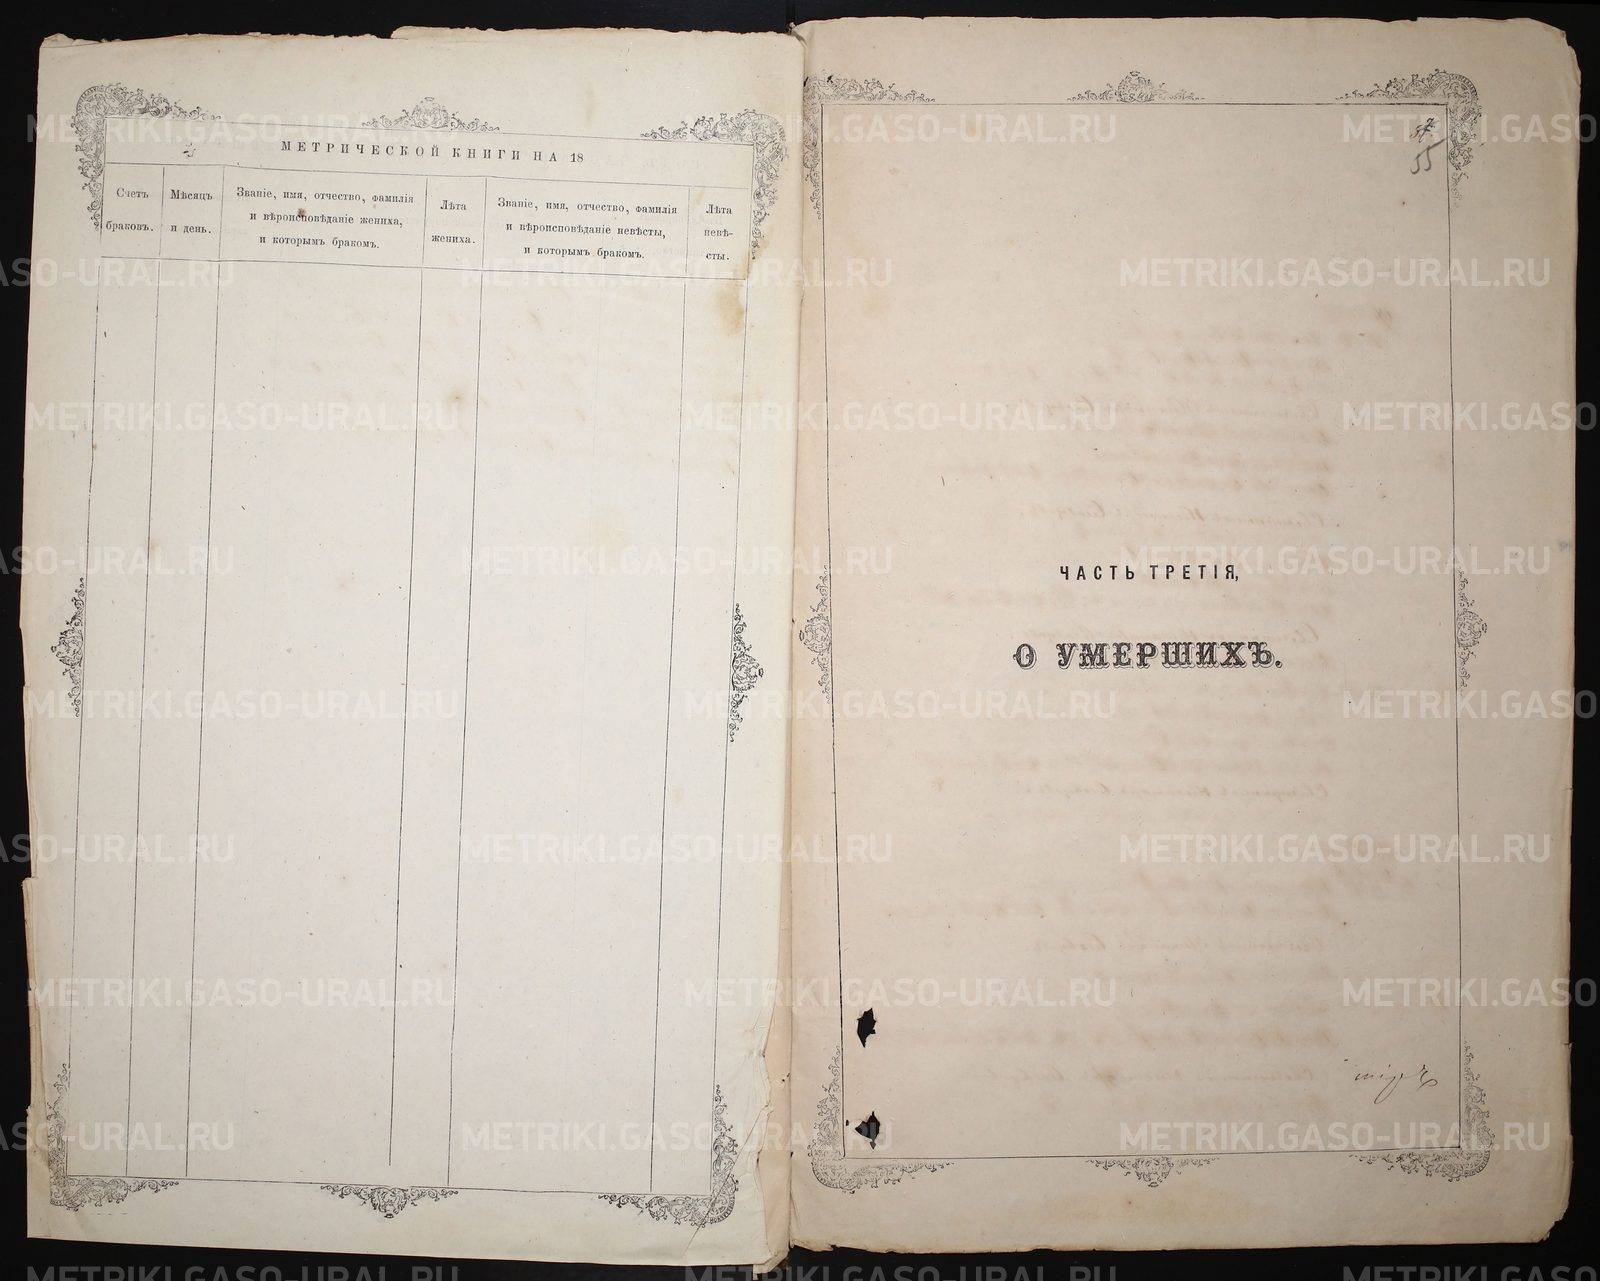 МЕТРИЧЕСКОЙ КНИГИ НА 18
Счетъ
браковъ.
Мѣсяцъ
и день.
Званіе, имя, отчество, фамилія
и вѣроисповѣданіе жениха,
и которымъ бракомъ.
Лѣта
жениха.
Званіе, имя, отчество, фамилія
и вѣроисповѣданіе невѣсты,
и которымъ бракомъ.
Лѣта
невѣ-
сты.
55
ЧАСТЬ ТРЕТІЯ,
О УМЕРШИХЪ.
METRIKI.GASO-URAL.RU